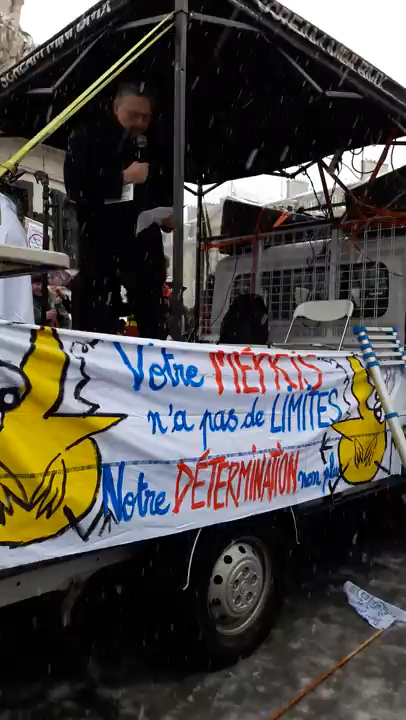 Votre MÉPRIS
n'a pas de LIMITES
Notre DÉTERMINATION non plus